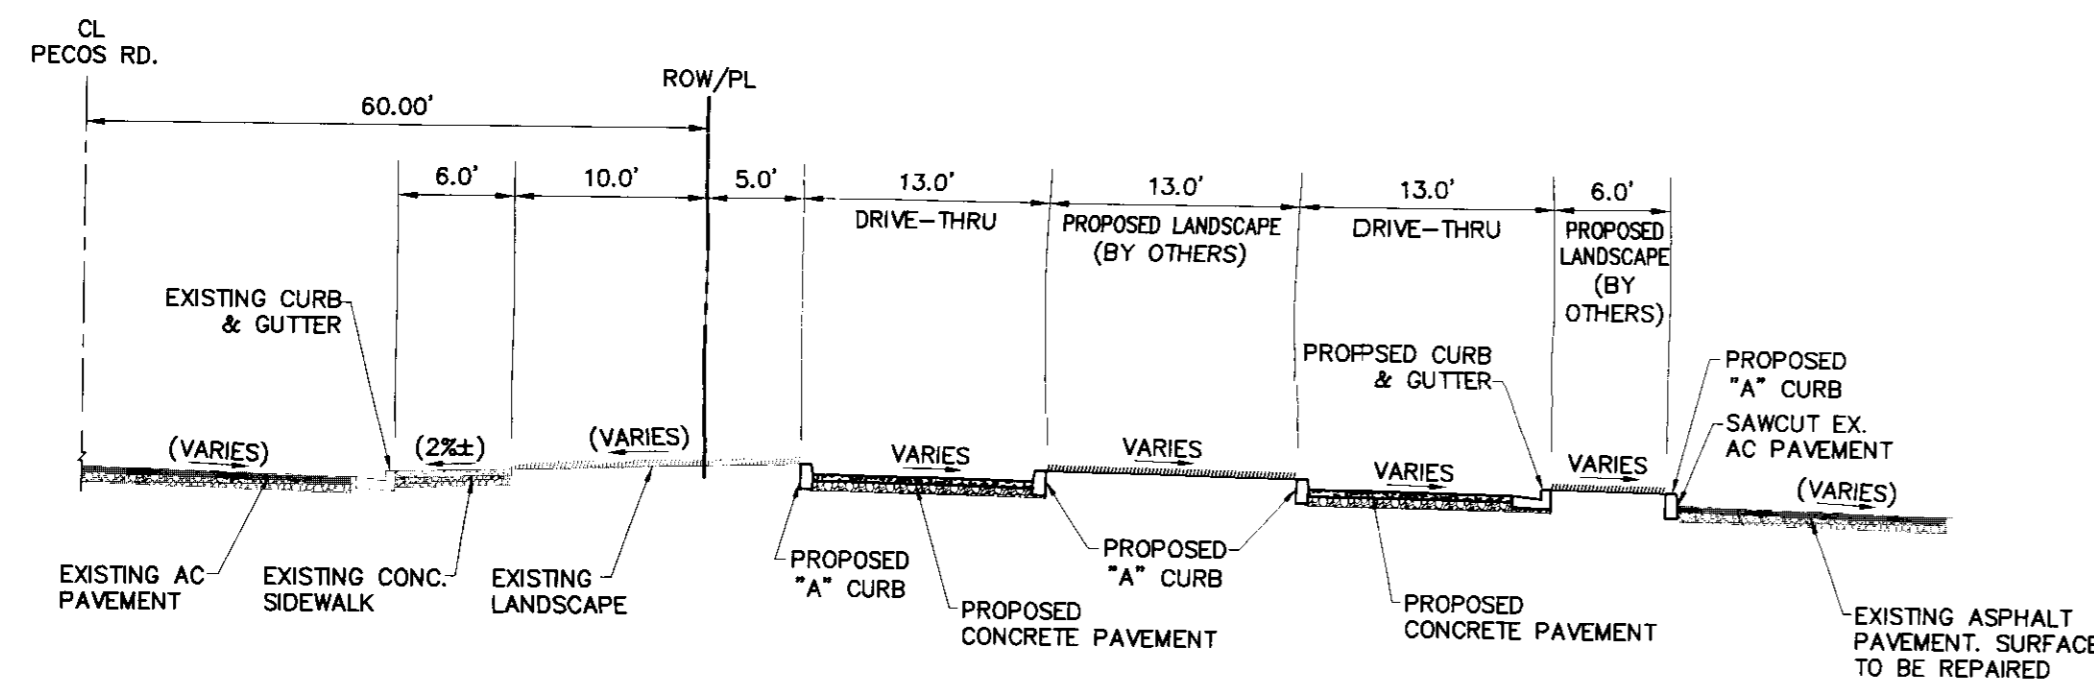 CL
PECOS RD.
ROW/PL
60.00'
6.0'
10.0'
5.0'
13.0'
13.0'
13.0'
6.0'
DRIVE-THRU
PROPOSED LANDSCAPE
(BY OTHERS)
DRIVE-THRU
PROPOSED
LANDSCAPE
(BY
OTHERS)
EXISTING CURB
& GUTTER
PROPPSED CURB
& GUTTER
PROPOSED
"A" CURB
SAWCUT EX.
AC PAVEMENT
(VARIES)
(2%±)
(VARIES)
VARIES
VARIES
VARIES
VARIES
(VARIES)
EXISTING AC
PAVEMENT
EXISTING CONC.
SIDEWALK
EXISTING
LANDSCAPE
PROPOSED
"A" CURB
PROPOSED
CONCRETE PAVEMENT
PROPOSED
"A" CURB
PROPOSED
CONCRETE PAVEMENT
EXISTING ASPHALT
PAVEMENT. SURFACE
TO BE REPAIRED